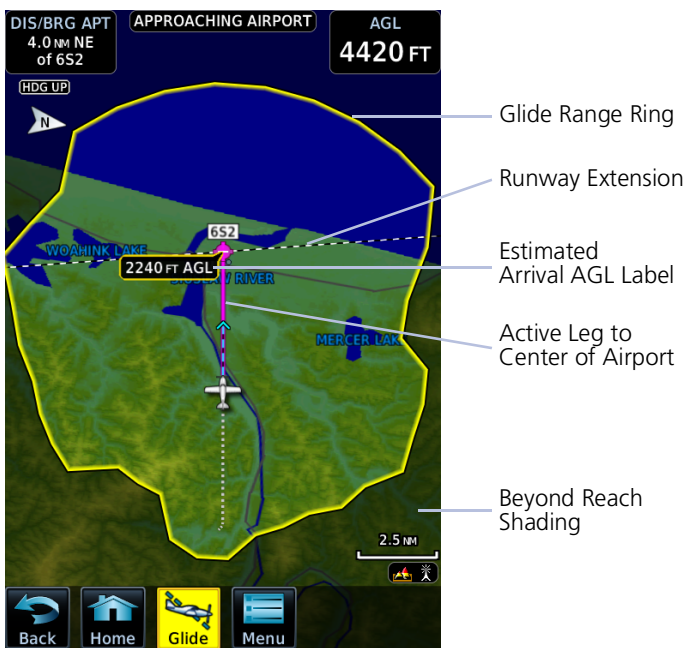 DIS/BRG APT
4.0 NM NE
of 6S2
APPROACHING AIRPORT
AGL
4420 FT
HDG UP
N
Glide Range Ring
Runway Extension
6S2
WOAHINK LAKE
2240 FT AGL
RIVER
Estimated
Arrival AGL Label
MERCER LAK
Active Leg to
Center of Airport
Beyond Reach
Shading
2.5 NM
Back
Home
Glide
Menu